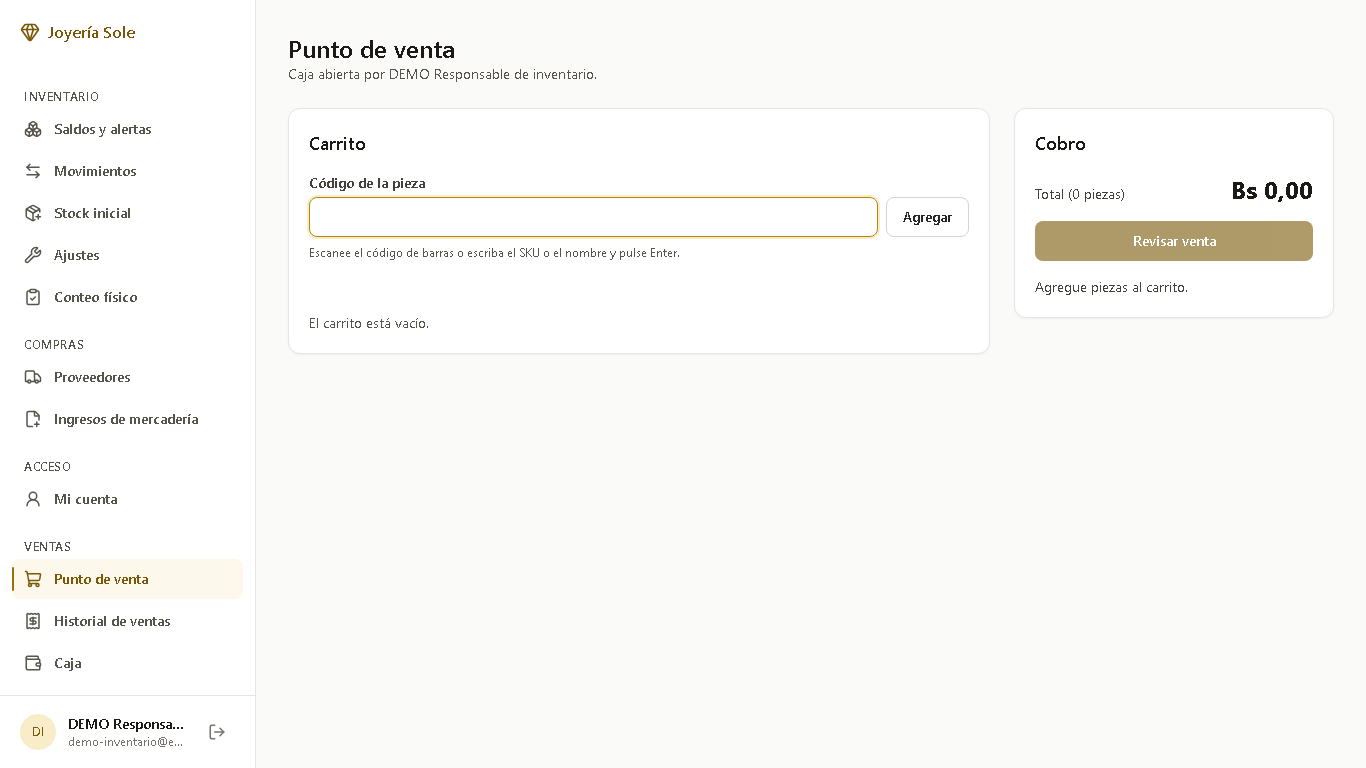 Joyería Sole
INVENTARIO
Saldos y alertas
Movimientos
Stock inicial
Ajustes
Conteo físico
COMPRAS
Proveedores
Ingresos de mercadería
ACCESO
Mi cuenta
VENTAS
Punto de venta
Historial de ventas
Caja
DI
DEMO Responsa...
demo-inventario@e...
Punto de venta
Caja abierta por DEMO Responsable de inventario.
Carrito
Código de la pieza
Agregar
Escanee el código de barras o escriba el SKU o el nombre y pulse Enter.
El carrito está vacío.
Cobro
Total (0 piezas)
Bs 0,00
Revisar venta
Agregue piezas al carrito.